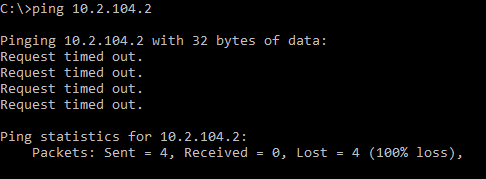 C:\>ping 10.2.104.2
Pinging 10.2.104.2 with 32 bytes of data:
Request timed out.
Request timed out.
Request timed out.
Request timed out.
Ping statistics for 10.2.104.2:
    Packets: Sent = 4, Received = 0, Lost = 4 (100% loss),